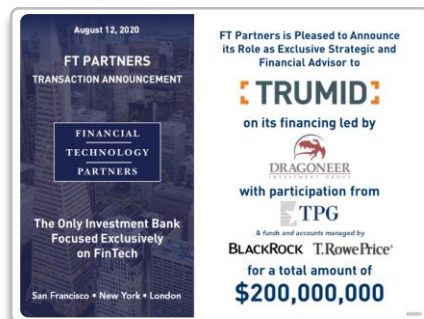 August 12, 2020
FT PARTNERS
TRANSACTION ANNOUNCEMENT
FINANCIAL
TECHNOLOGY
PARTNERS
The Only Investment Bank
Focused Exclusively
on FinTech
San Francisco • New York • London
FT Partners is Pleased to Announce
its Role as Exclusive Strategic and
Financial Advisor to
TRUMID
on its financing led by
DRAGONEER
INVESTMENT GROUP
with participation from
TPG
& funds and accounts managed by
BLACKROCK T.RowePrice®
for a total amount of
$200,000,000